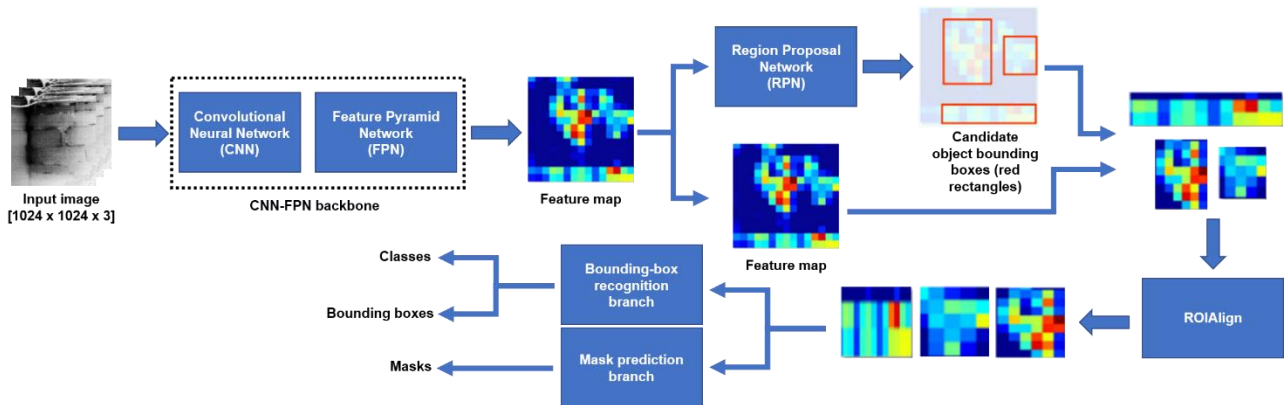 Input image
[1024 x 1024 x 3]
Convolutional
Neural Network
(CNN)
Feature Pyramid
Network
(FPN)
CNN-FPN backbone
Feature map
Region Proposal
Network
(RPN)
Candidate
object bounding
boxes (red
rectangles)
Feature map
ROIAlign
Bounding-box
recognition
branch
Mask prediction
branch
Classes
Bounding boxes
Masks